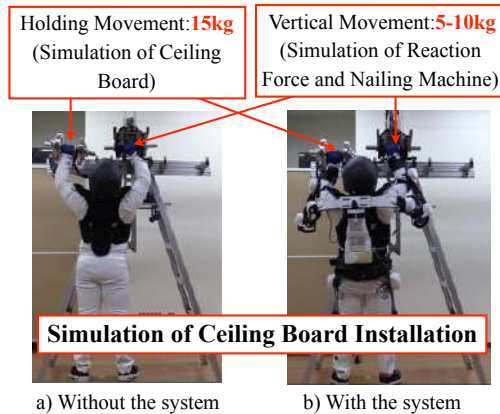 Holding Movement:15kg
(Simulation of Ceiling
Board)
Vertical Movement:5-10kg
(Simulation of Reaction
Force and Nailing Machine)
Simulation of Ceiling Board Installation
a) Without the system
b) With the system